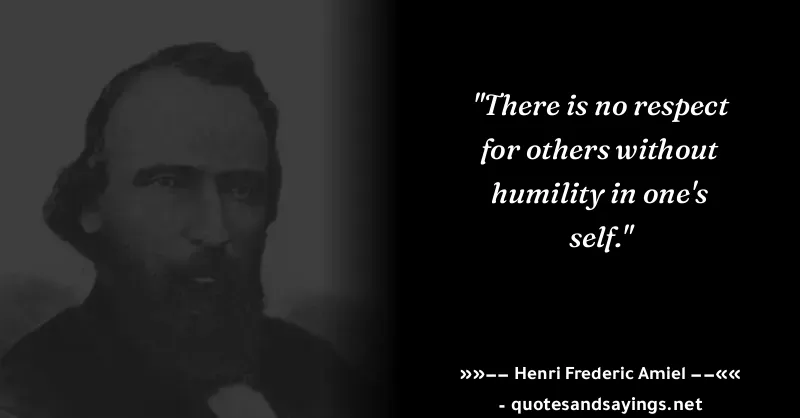 "There is no respect
for others without
humility in one's
self."
»»–– Henri Frederic Amiel ––««
- quotesandsayings.net